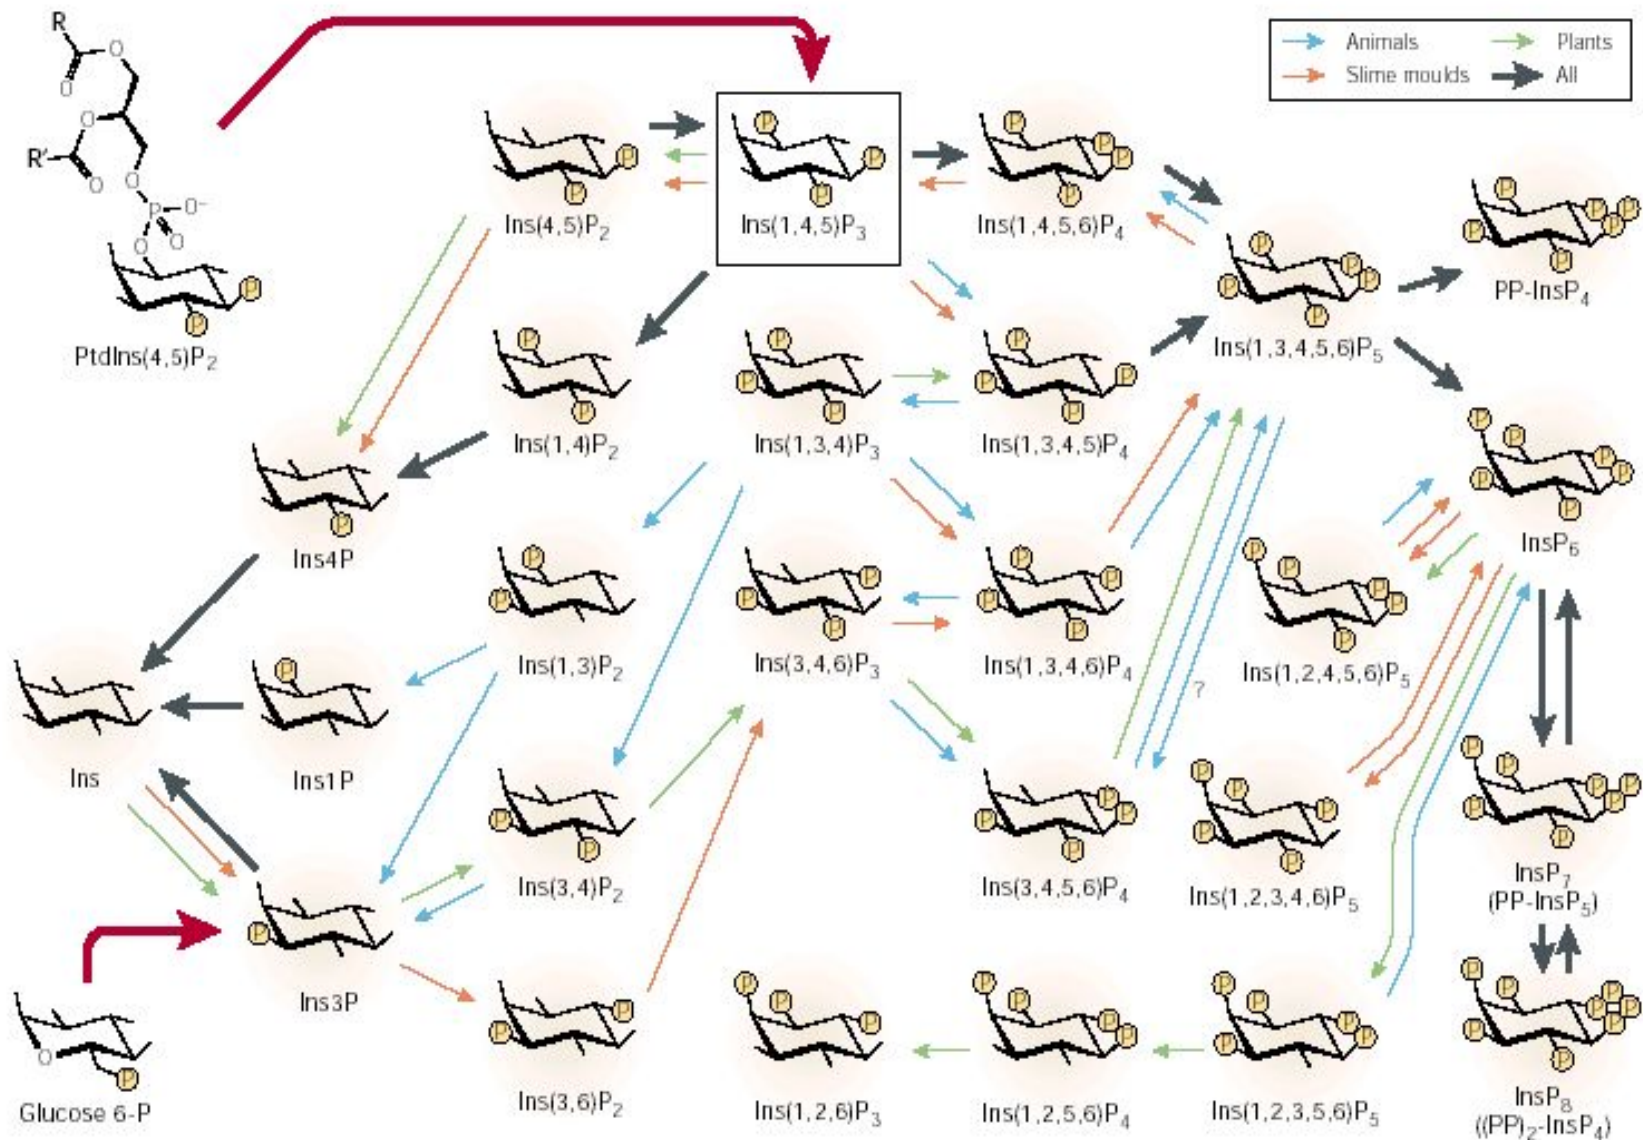 R
O
O
Animals
Plants
Slime moulds
All
O
R'
O
O
P
O⁻
O
O
P
P
PtdIns(4,5)P₂
P
P
P
Ins(4,5)P₂
P
P
P
Ins(1,4,5)P₃
P
P
P
P
Ins(1,4,5,6)P₄
P
P
P
P
P
Ins(1,3,4,5,6)P₅
P
P
P
P
P
P
PP-InsP₄
P
P
Ins(1,4)P₂
P
P
P
Ins(1,3,4)P₃
P
P
P
P
Ins(1,3,4,5)P₄
P
P
P
P
P
P
InsP₆
P
Ins4P
P
P
Ins(1,3)P₂
P
P
P
Ins(3,4,6)P₃
P
P
P
P
Ins(1,3,4,6)P₄
P
P
P
P
P
Ins(1,2,4,5,6)P₅
?
Ins
P
Ins1P
P
P
Ins(3,4)P₂
P
P
P
P
Ins(3,4,5,6)P₄
P
P
P
P
P
Ins(1,2,3,4,6)P₅
P
P
P
P
P
P
P
InsP₇
(PP-InsP₅)
P
Ins3P
O
P
Glucose 6-P
P
P
Ins(3,6)P₂
P
P
P
Ins(1,2,6)P₃
P
P
P
P
Ins(1,2,5,6)P₄
P
P
P
P
P
Ins(1,2,3,5,6)P₅
P
P
P
P
P
P
P
P
InsP₈
((PP)₂-InsP₄)